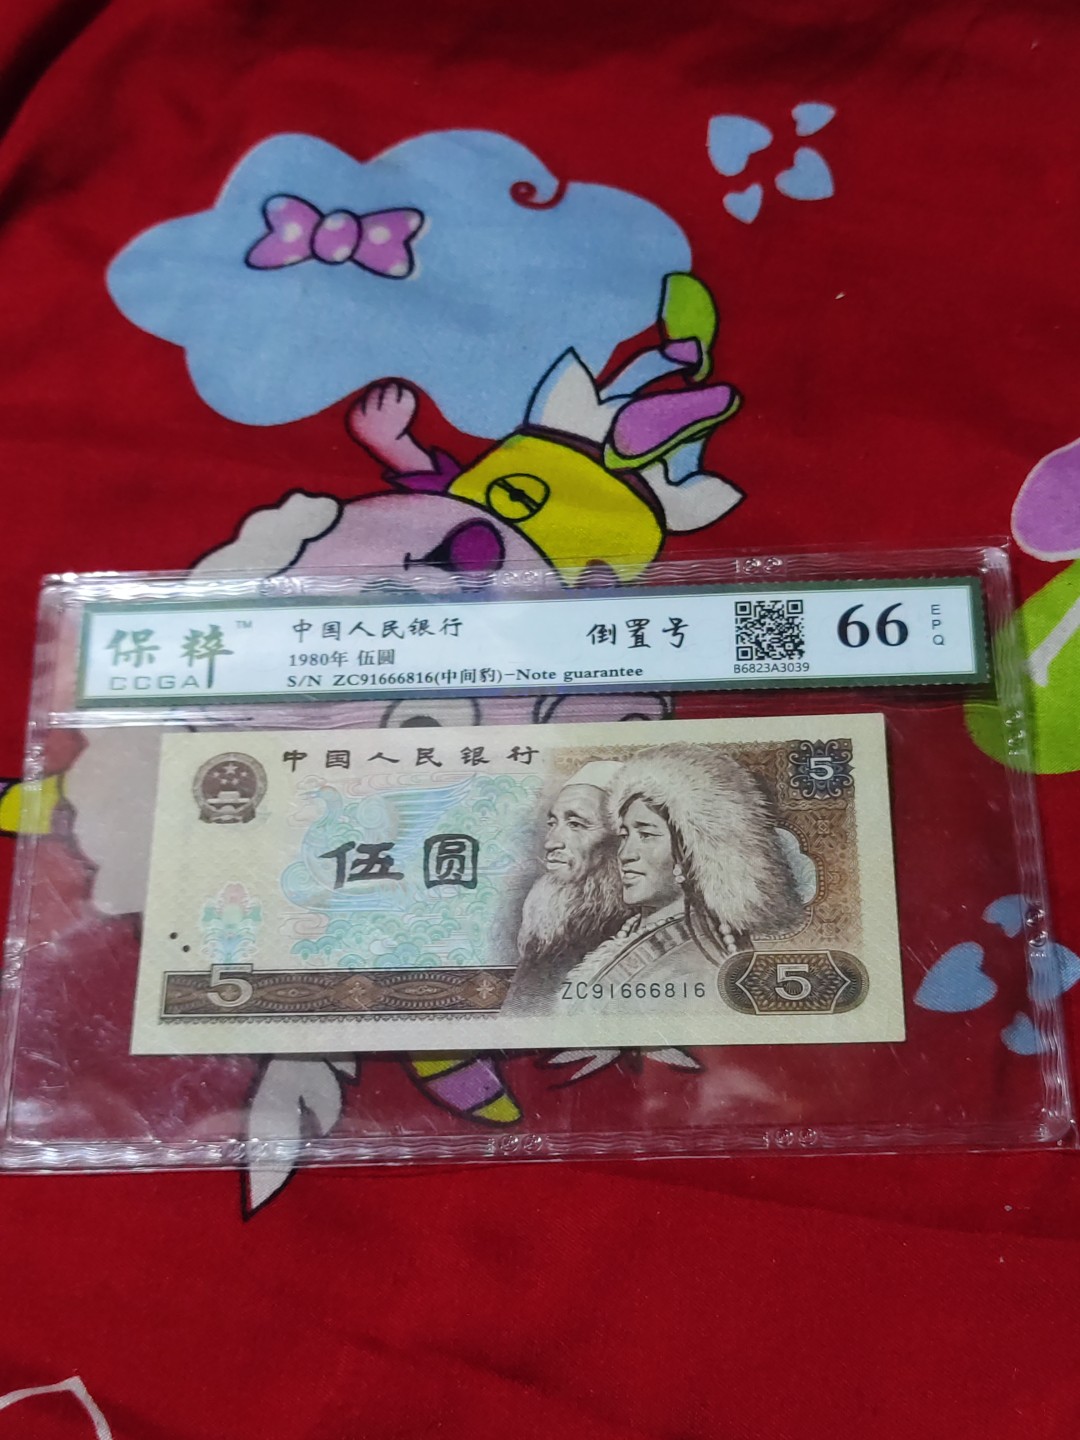 保粹™
CCGA
中国人民银行
1980年 伍圆
S/N ZC91666816(中间豹)-Note guarantee
倒置号
B6823A3039
66
EPQ
中国人民银行
5
伍圆
5
ZC91666816
5